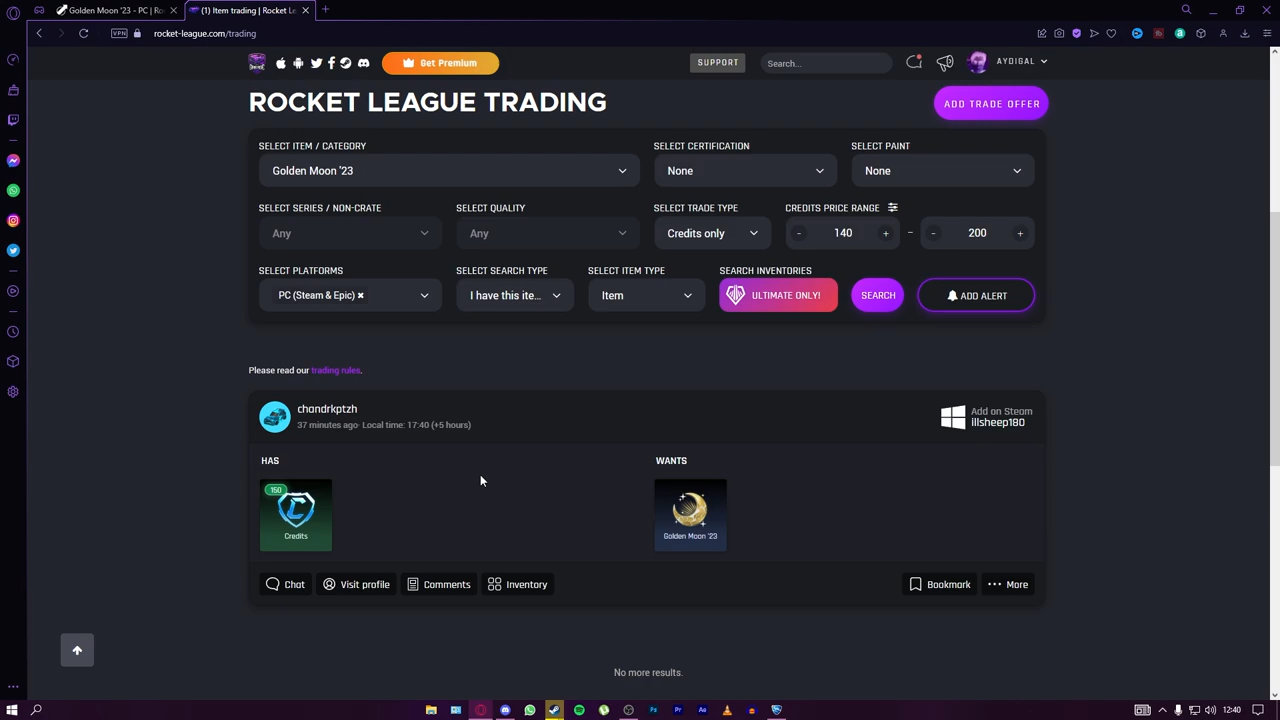 Golden Moon '23 - PC | Ro
(1) Item trading | Rocket Le
VPN
rocket-league.com/trading
Get Premium
SUPPORT
Search...
AYDIGAL
ROCKET LEAGUE TRADING
ADD TRADE OFFER
SELECT ITEM / CATEGORY
SELECT CERTIFICATION
SELECT PAINT
Golden Moon '23
None
None
SELECT SERIES / NON-CRATE
SELECT QUALITY
SELECT TRADE TYPE
CREDITS PRICE RANGE
Any
Any
Credits only
- 140 +
–
- 200 +
SELECT PLATFORMS
SELECT SEARCH TYPE
SELECT ITEM TYPE
SEARCH INVENTORIES
PC (Steam & Epic) ×
I have this ite...
Item
ULTIMATE ONLY!
SEARCH
ADD ALERT
Please read our trading rules.
chandrkptzh
37 minutes ago· Local time: 17:40 (+5 hours)
Add on Steam
illsheep180
HAS
WANTS
150
Credits
Golden Moon '23
Chat
Visit profile
Comments
Inventory
Bookmark
More
No more results.
Ps
Pr
Ae
12:40